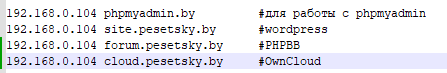 192.168.0.104 phpmyadmin.by #для работы с phpmyadmin
192.168.0.104 site.pesetsky.by #wordpress
192.168.0.104 forum.pesetsky.by #PHPBB
192.168.0.104 cloud.pesetsky.by #OwnCloud